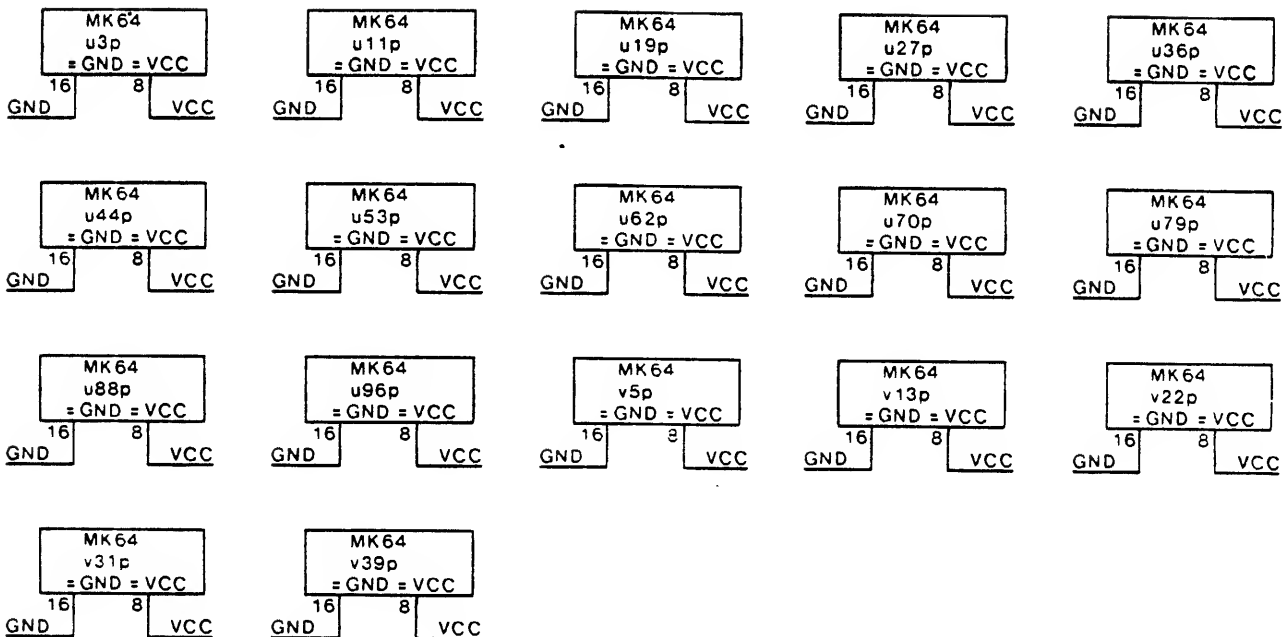 MK64 MK64 MK64 MK64 MK64
u3p u11p u19p u27p u36p
=GND =VCC =GND =VCC =GND =VCC =GND =VCC =GND =VCC
16 8 16 8 16 8 16 8 16 8
GND VCC GND VCC GND VCC GND VCC GND VCC
MK64 MK64 MK64 MK64 MK64
u44p u53p u62p u70p u79p
=GND =VCC =GND =VCC =GND =VCC =GND =VCC =GND =VCC
16 8 16 8 16 8 16 8 16 8
GND VCC GND VCC GND VCC GND VCC GND VCC
MK64 MK64 MK64 MK64 MK64
u88p u96p v5p v13p v22p
=GND =VCC =GND =VCC =GND =VCC =GND =VCC =GND =VCC
16 8 16 8 16 8 16 8 16 8
GND VCC GND VCC GND VCC GND VCC GND VCC
MK64 MK64
v31p v39p
=GND =VCC =GND =VCC
16 8 16 8
GND VCC GND VCC